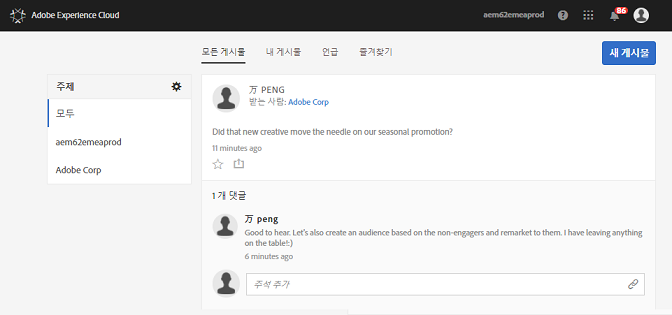 Adobe Experience Cloud
aem62emeaprod
86
모든 게시물 내 게시물 언급 즐겨찾기
새 게시물
주제
모두
aem62emeaprod
Adobe Corp
万 PENG
받는 사람: Adobe Corp
Did that new creative move the needle on our seasonal promotion?
11 minutes ago
1 개 댓글
万 peng
Good to hear. Let's also create an audience based on the non-engagers and remarket to them. I have leaving anything
on the table!:)
6 minutes ago
주석 추가